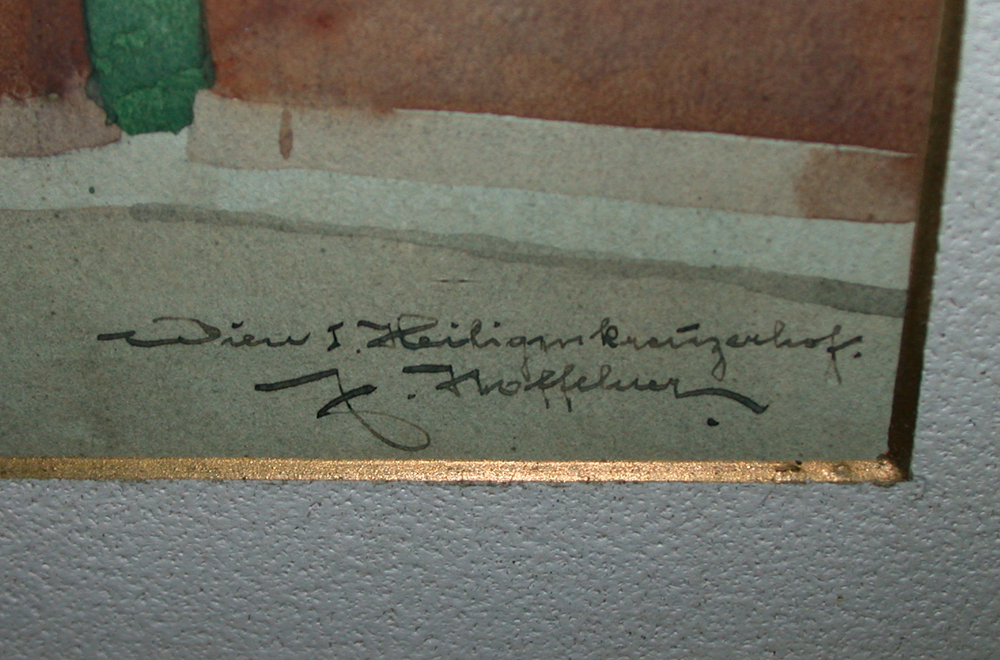 Wien I. Heiligenkreuzerhof.
J. Hoffelner.